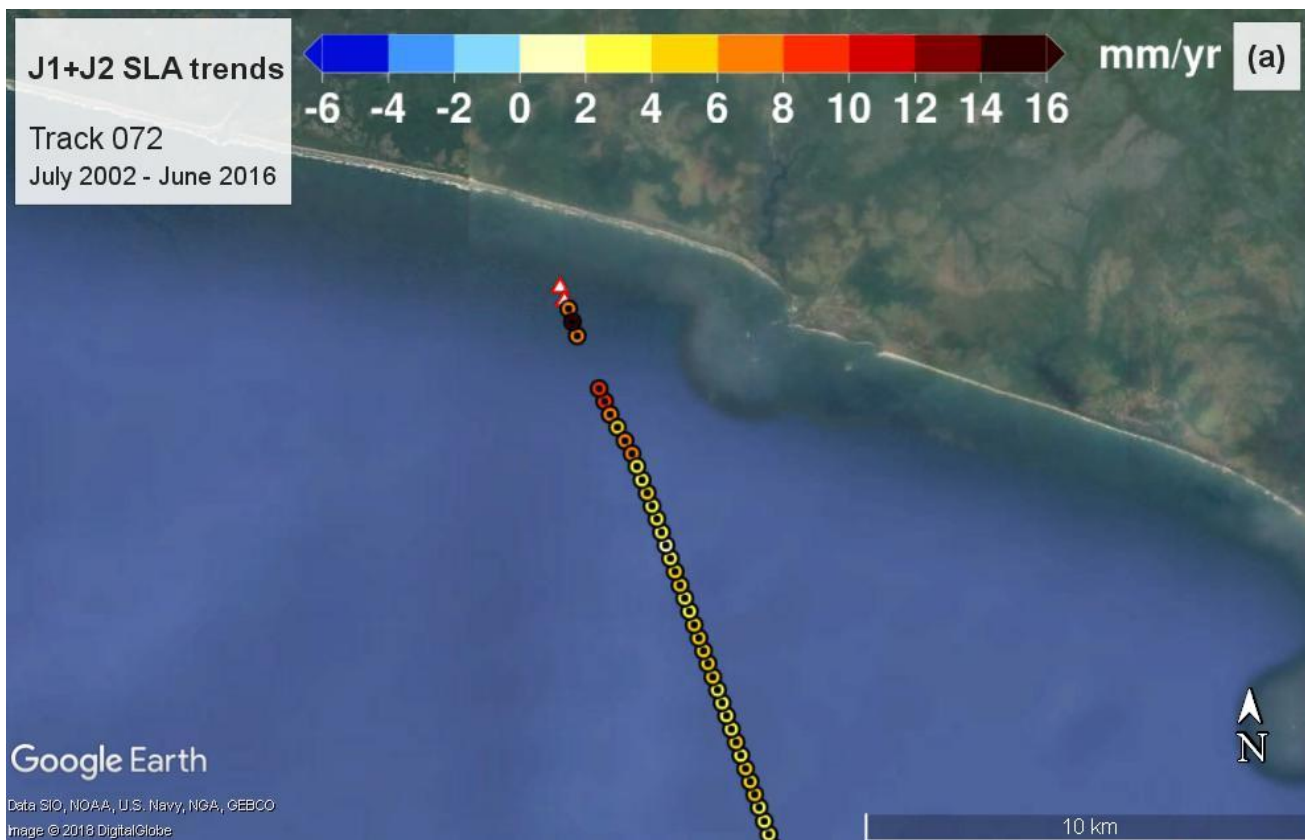 J1+J2 SLA trends
Track 072
July 2002 - June 2016
mm/yr
(a)
-6 -4 -2 0 2 4 6 8 10 12 14 16
N
Google Earth
Data SIO, NOAA, U.S. Navy, NGA, GEBCO
Image © 2018 DigitalGlobe
10 km